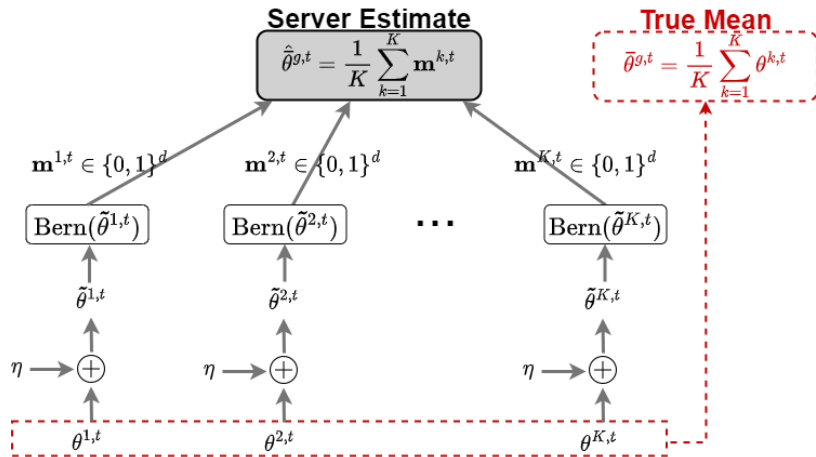 Server Estimate
True Mean
$\hat{\bar{\theta}}^{g,t} = \frac{1}{K} \sum_{k=1}^{K} \mathbf{m}^{k,t}$
$\bar{\theta}^{g,t} = \frac{1}{K} \sum_{k=1}^{K} \theta^{k,t}$
$\mathbf{m}^{1,t} \in \{0,1\}^d$ $\mathbf{m}^{2,t} \in \{0,1\}^d$ $\mathbf{m}^{K,t} \in \{0,1\}^d$
$\mathrm{Bern}(\tilde{\theta}^{1,t})$ $\mathrm{Bern}(\tilde{\theta}^{2,t})$ ... $\mathrm{Bern}(\tilde{\theta}^{K,t})$
$\tilde{\theta}^{1,t}$ $\tilde{\theta}^{2,t}$ $\tilde{\theta}^{K,t}$
$\eta$ + $\eta$ + $\eta$ +
$\theta^{1,t}$ $\theta^{2,t}$ $\theta^{K,t}$